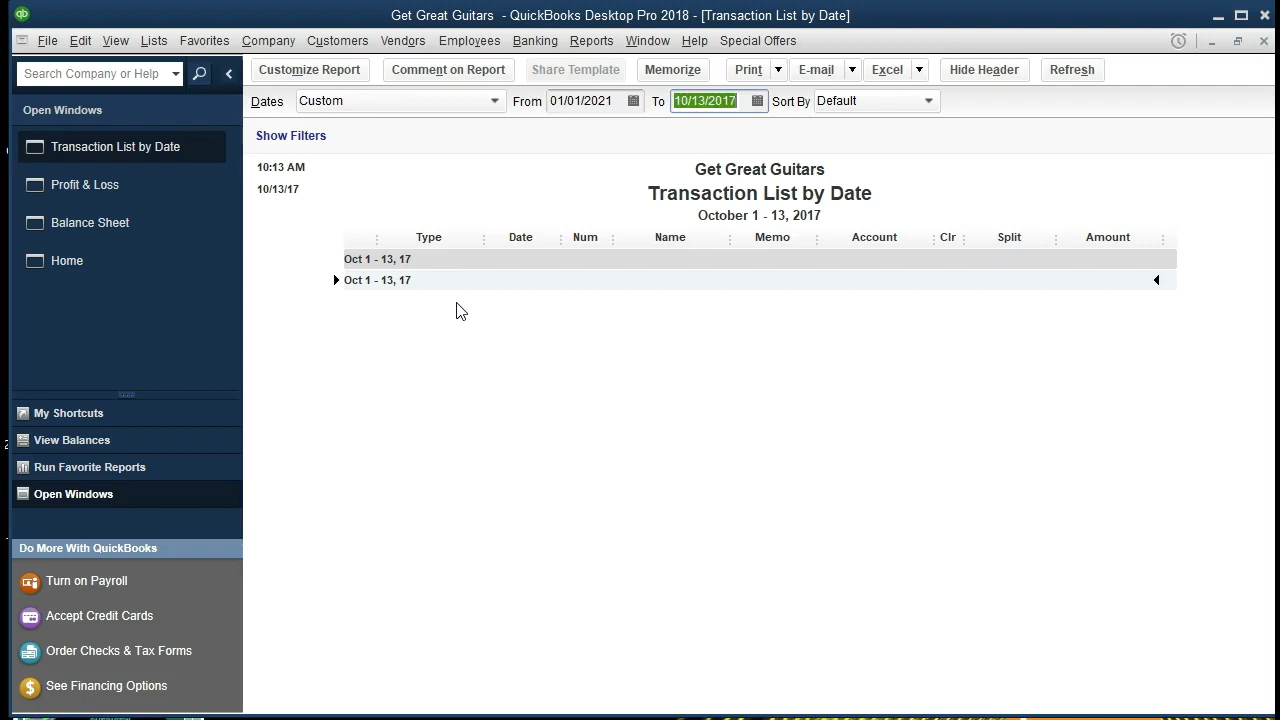 qb
Get Great Guitars - QuickBooks Desktop Pro 2018 - [Transaction List by Date]
File Edit View Lists Favorites Company Customers Vendors Employees Banking Reports Window Help Special Offers
Search Company or Help
Customize Report Comment on Report Share Template Memorize Print E-mail Excel Hide Header Refresh
Dates Custom From 01/01/2021 To 10/13/2017 Sort By Default
Show Filters
Open Windows
Transaction List by Date
Profit & Loss
Balance Sheet
Home
My Shortcuts
View Balances
Run Favorite Reports
Open Windows
Do More With QuickBooks
Turn on Payroll
Accept Credit Cards
Order Checks & Tax Forms
$ See Financing Options
10:13 AM
10/13/17
Get Great Guitars
Transaction List by Date
October 1 - 13, 2017
Type Date Num Name Memo Account Clr Split Amount
Oct 1 - 13, 17
Oct 1 - 13, 17